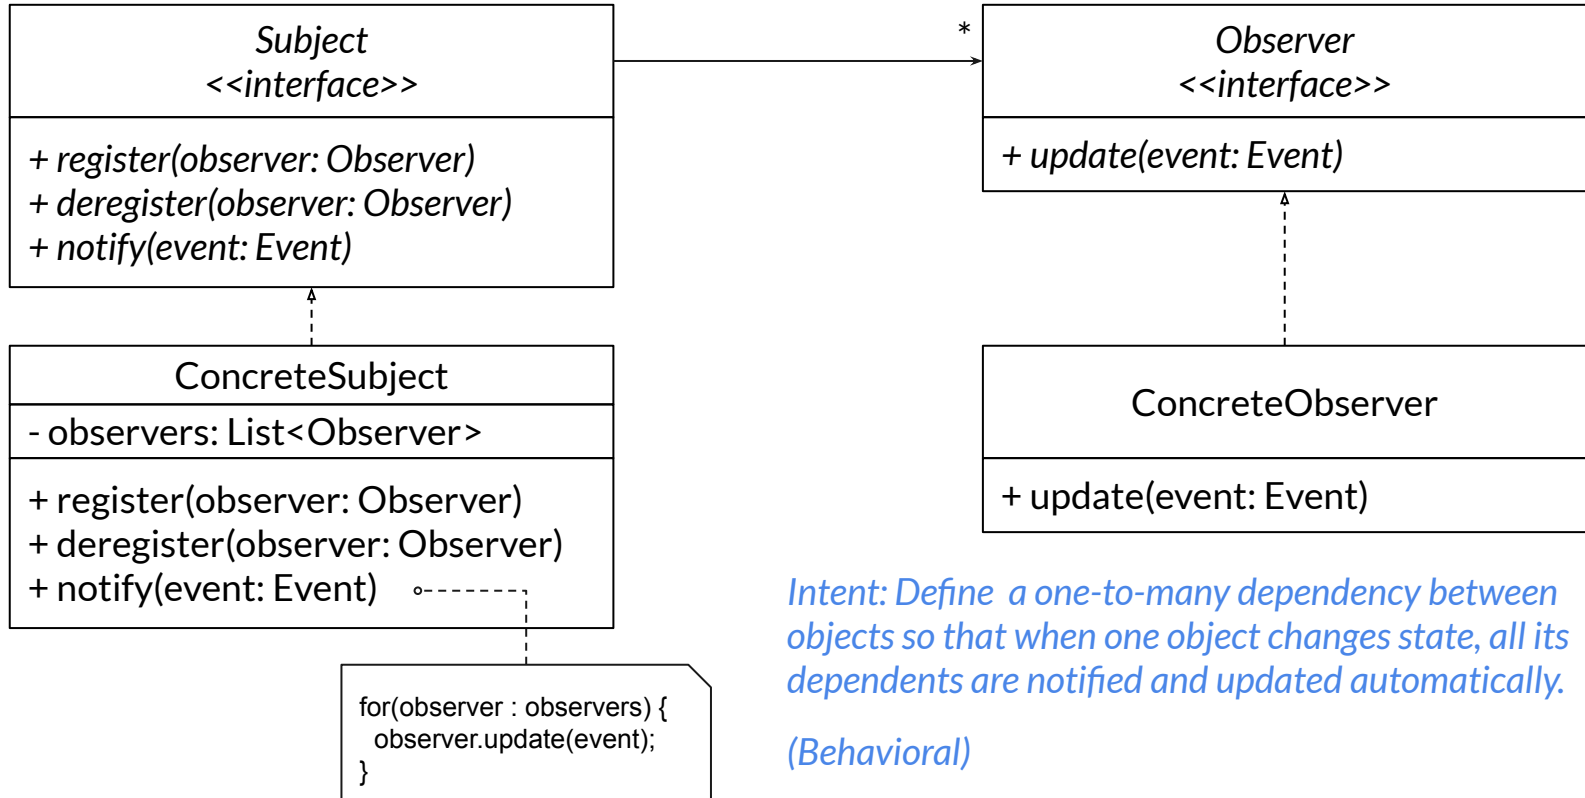 Subject
<<interface>>
+ register(observer: Observer)
+ deregister(observer: Observer)
+ notify(event: Event)
*
Observer
<<interface>>
+ update(event: Event)
ConcreteSubject
- observers: List<Observer>
+ register(observer: Observer)
+ deregister(observer: Observer)
+ notify(event: Event)
for(observer : observers) {
observer.update(event);
}
ConcreteObserver
+ update(event: Event)
Intent: Define a one-to-many dependency between
objects so that when one object changes state, all its
dependents are notified and updated automatically.
(Behavioral)